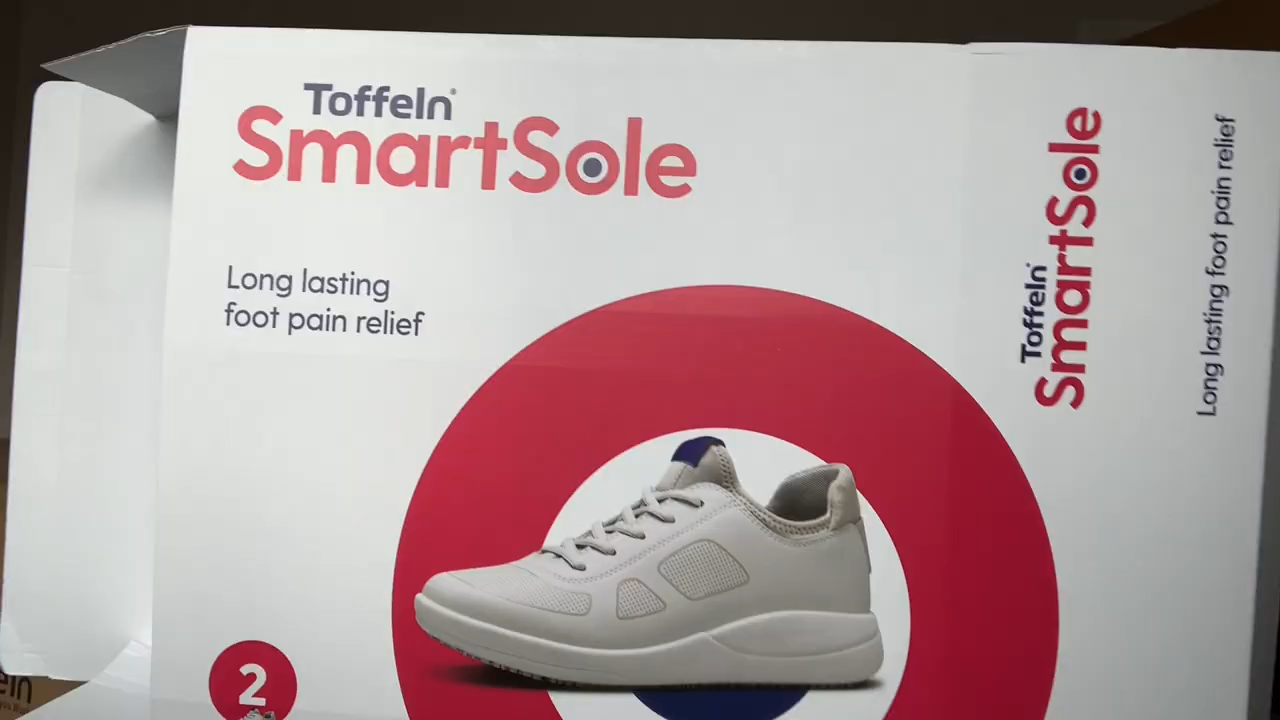 Toffeln
SmartSole
Long lasting
foot pain relief
2
Toffeln
SmartSole
Long lasting foot pain relief